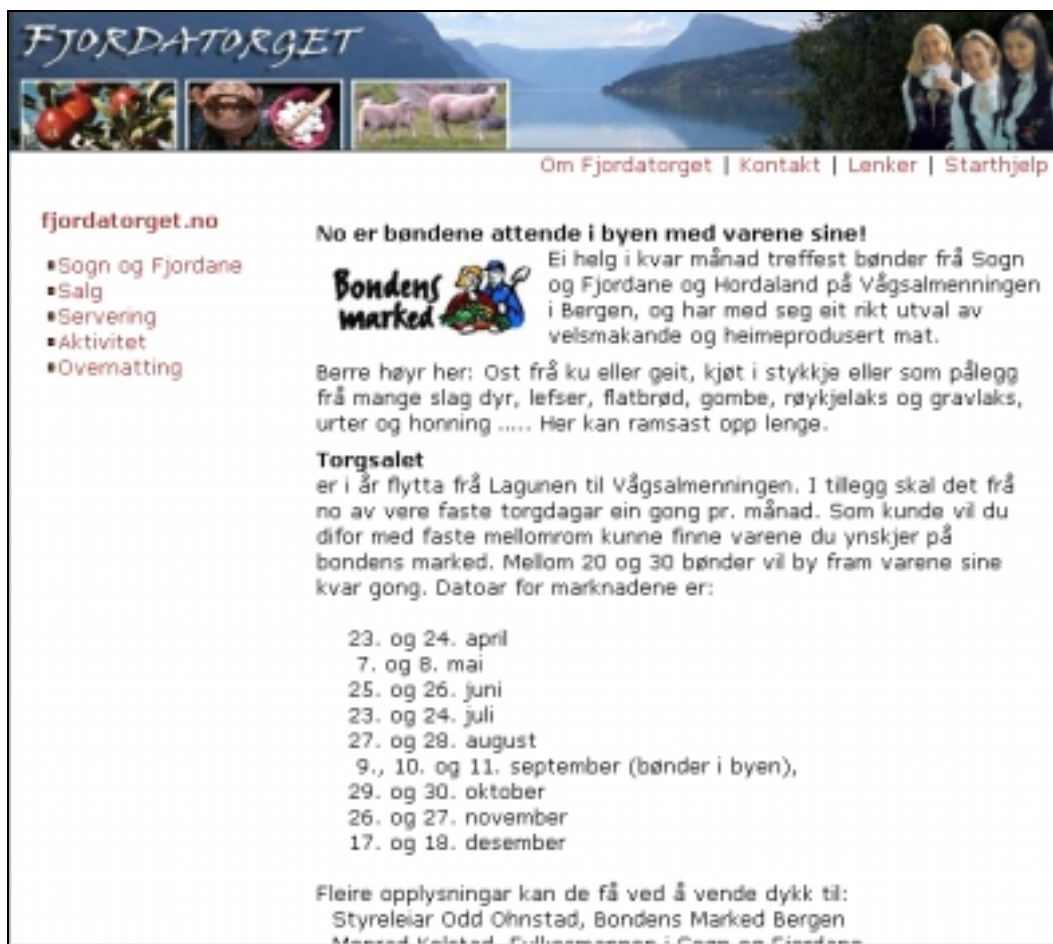 FJORDATORGET
Om Fjordatorget | Kontakt | Lenker | Starthjelp
fjordatorget.no
Sogn og Fjordane
Salg
Servering
Aktivitet
Overnatting
No er bøndene attende i byen med varene sine!
Bondens
marked
Ei helg i kvar månad treffest bønder frå Sogn
og Fjordane og Hordaland på Vågsalmenningen
i Bergen, og har med seg eit rikt utval av
velsmakande og heimeprodusert mat.
Berre høyr her: Ost frå ku eller geit, kjøt i stykkje eller som pålegg
frå mange slag dyr, lefser, flatbrød, gombe, røykjelaks og gravlaks,
urter og honning ..... Her kan ramsast opp lenge.
Torgsalet
er i år flytta frå Lagunen til Vågsalmenningen. I tillegg skal det frå
no av vere faste torgdagar ein gong pr. månad. Som kunde vil du
difor med faste mellomrom kunne finne varene du ynskjer på
bondens marked. Mellom 20 og 30 bønder vil by fram varene sine
kvar gong. Datoar for marknadene er:
23. og 24. april
7. og 8. mai
25. og 26. juni
23. og 24. juli
27. og 28. august
9., 10. og 11. september (bønder i byen),
29. og 30. oktober
26. og 27. november
17. og 18. desember
Fleire opplysningar kan de få ved å vende dykk til:
Styreleiar Odd Ohnstad, Bondens Marked Bergen
Kolstad, i Sogn og Fjordane